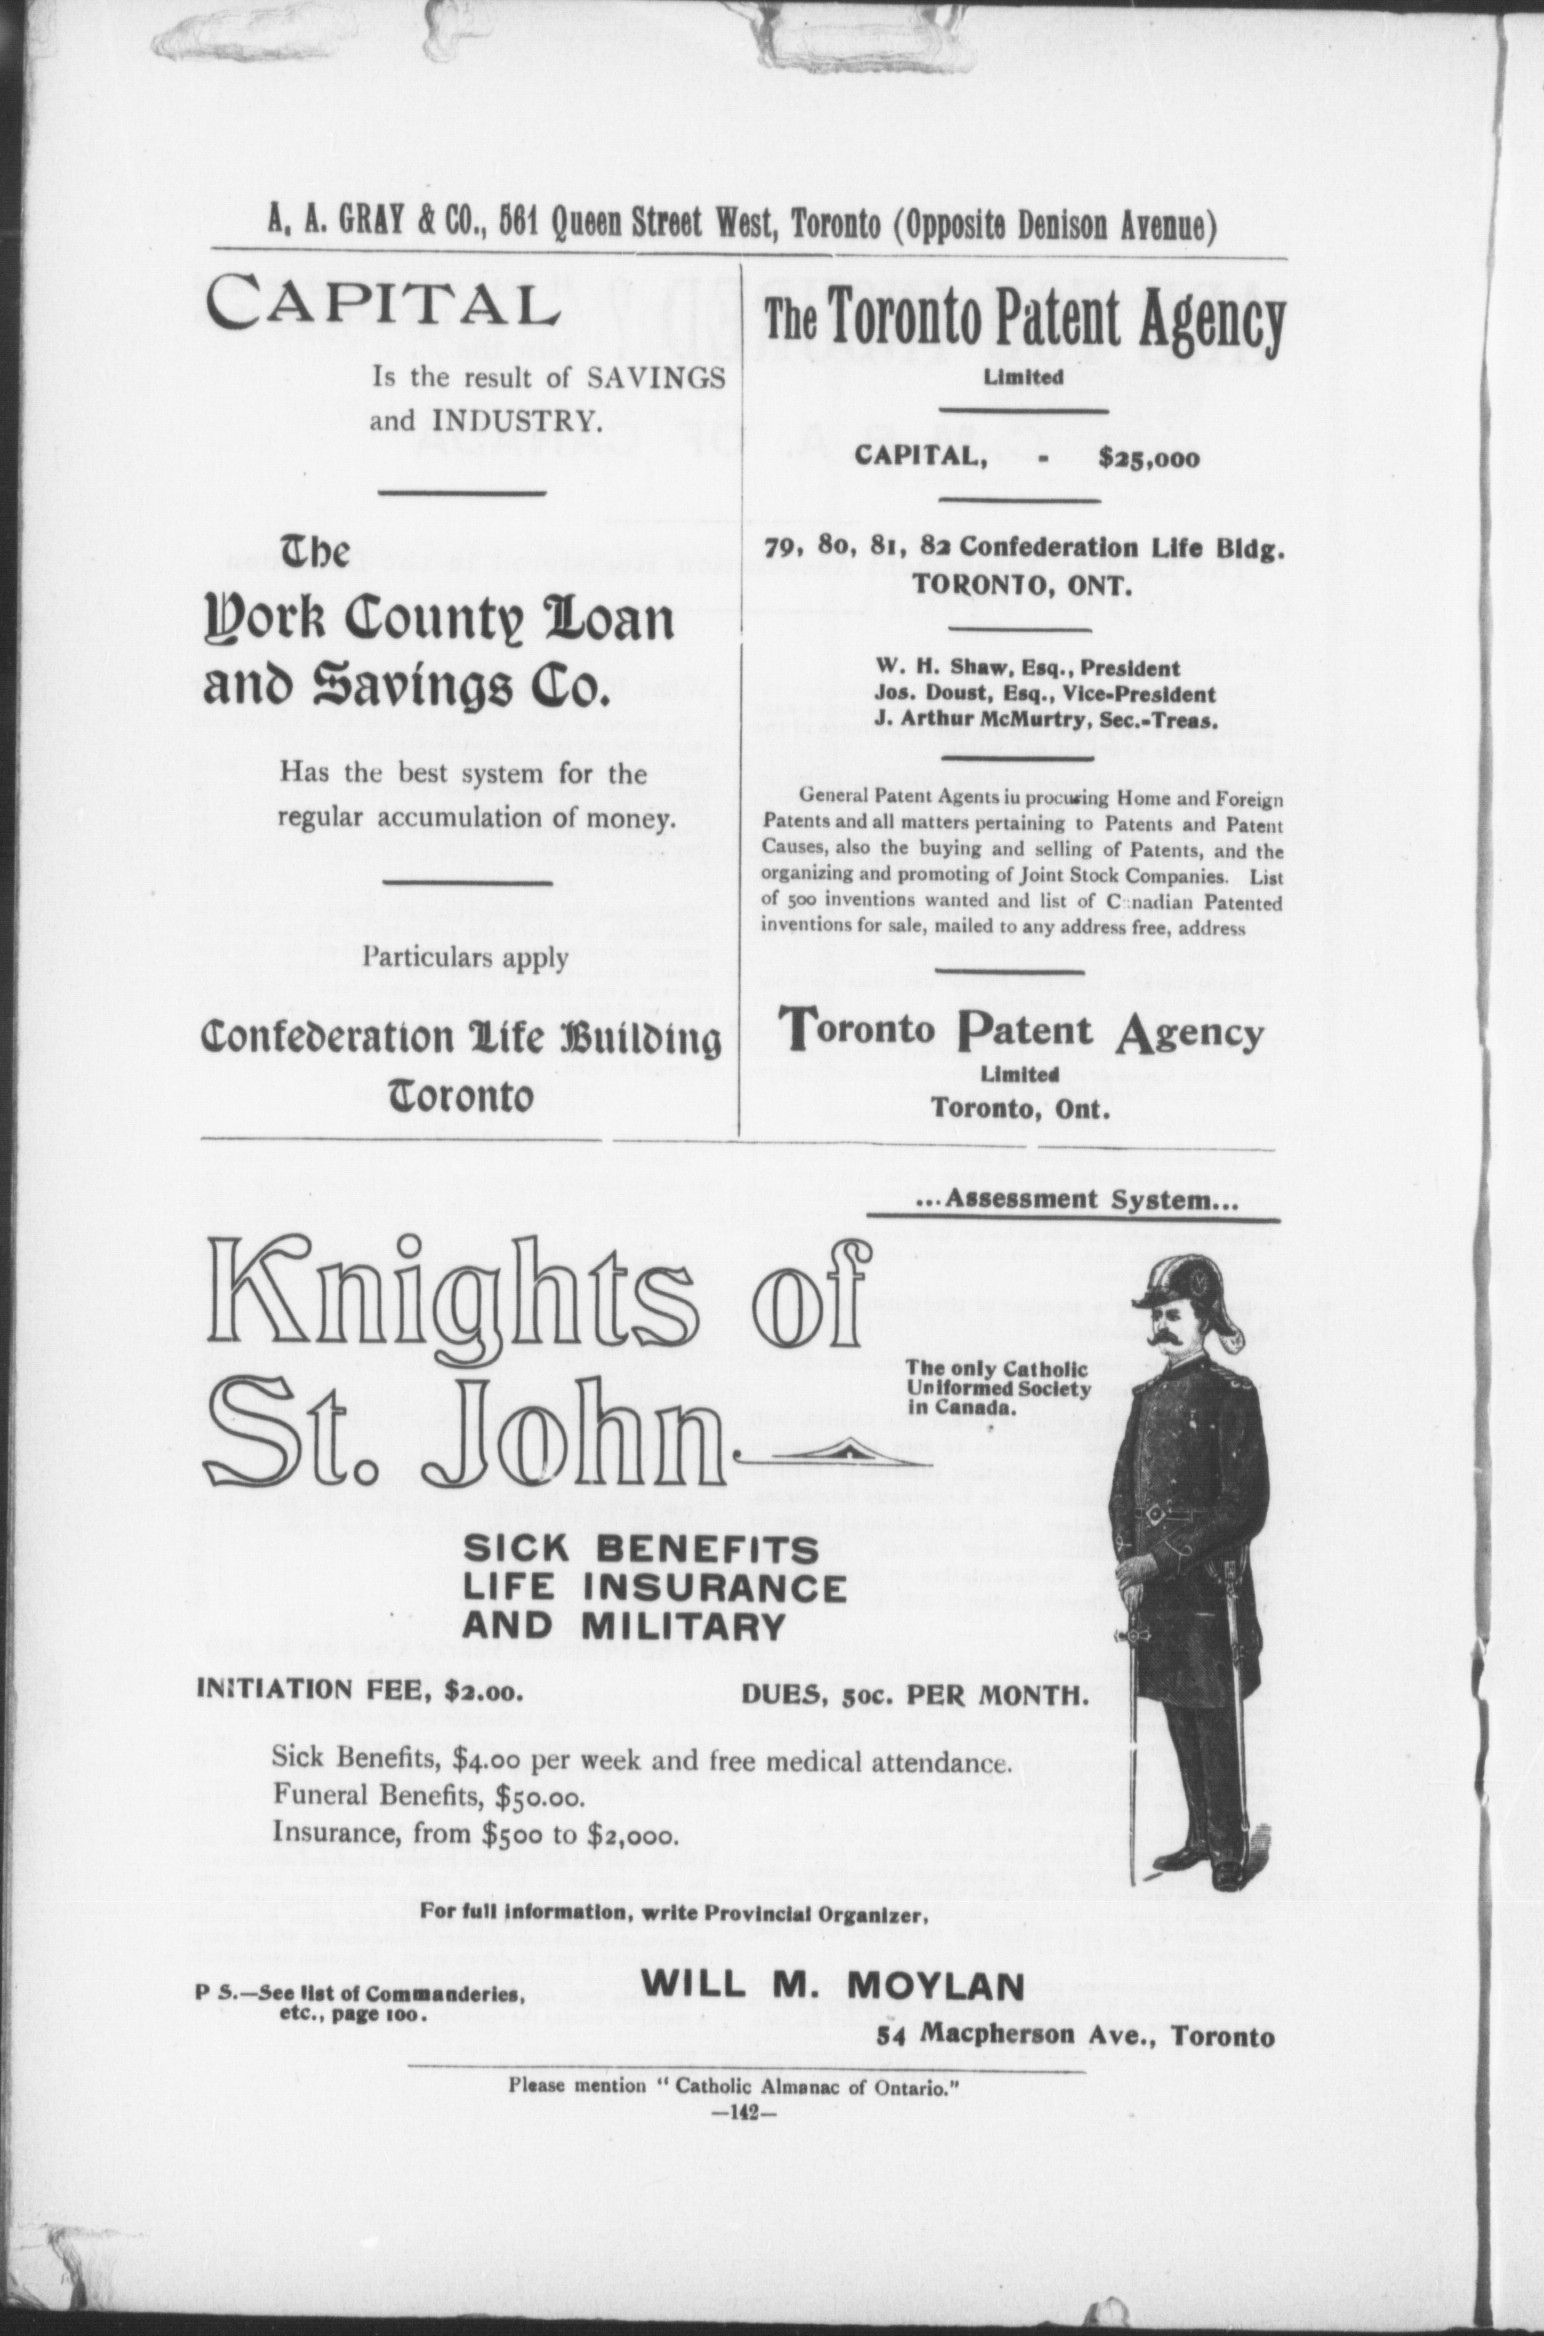 A. A. GRAY & CO., 561 Queen Street West, Toronto (Opposite Denison Avenue)
CAPITAL
Is the result of SAVINGS
and INDUSTRY.
The
York County Loan
and Savings Co.
Has the best system for the
regular accumulation of money.
Particulars apply
Confederation Life Building
Toronto
The Toronto Patent Agency
Limited
CAPITAL, - $25,000
79, 80, 81, 82 Confederation Life Bldg.
TORONTO, ONT.
W. H. Shaw, Esq., President
Jos. Doust, Esq., Vice-President
J. Arthur McMurtry, Sec.-Treas.
General Patent Agents iu procuring Home and Foreign
Patents and all matters pertaining to Patents and Patent
Causes, also the buying and selling of Patents, and the
organizing and promoting of Joint Stock Companies. List
of 500 inventions wanted and list of Canadian Patented
inventions for sale, mailed to any address free, address
Toronto Patent Agency
Limited
Toronto, Ont.
...Assessment System...
Knights of
St. John
The only Catholic
Uniformed Society
in Canada.
SICK BENEFITS
LIFE INSURANCE
AND MILITARY
INITIATION FEE, $2.00. DUES, 50c. PER MONTH.
Sick Benefits, $4.00 per week and free medical attendance.
Funeral Benefits, $50.00.
Insurance, from $500 to $2,000.
For full information, write Provincial Organizer,
WILL M. MOYLAN
54 Macpherson Ave., Toronto
P S.—See list of Commanderies,
etc., page 100.
Please mention "Catholic Almanac of Ontario."
—142—